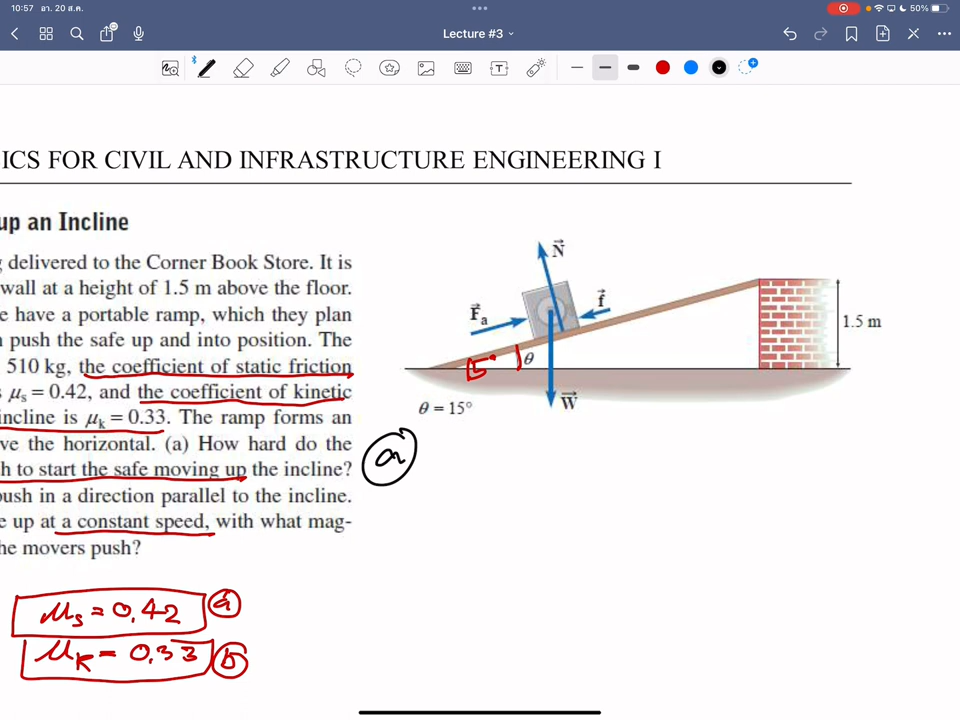 10:57 อา. 20 ส.ค.
50%
Lecture #3
ICS FOR CIVIL AND INFRASTRUCTURE ENGINEERING I
up an Incline
g delivered to the Corner Book Store. It is
wall at a height of 1.5 m above the floor.
e have a portable ramp, which they plan
push the safe up and into position. The
510 kg, the coefficient of static friction
s μs = 0.42, and the coefficient of kinetic
incline is μk = 0.33. The ramp forms an
ve the horizontal. (a) How hard do the
h to start the safe moving up the incline?
push in a direction parallel to the incline.
e up at a constant speed, with what mag-
he movers push?
N
f
Fa
θ
15°
W
1.5 m
θ = 15°
a
μs = 0,42 a
μk = 0,33 b